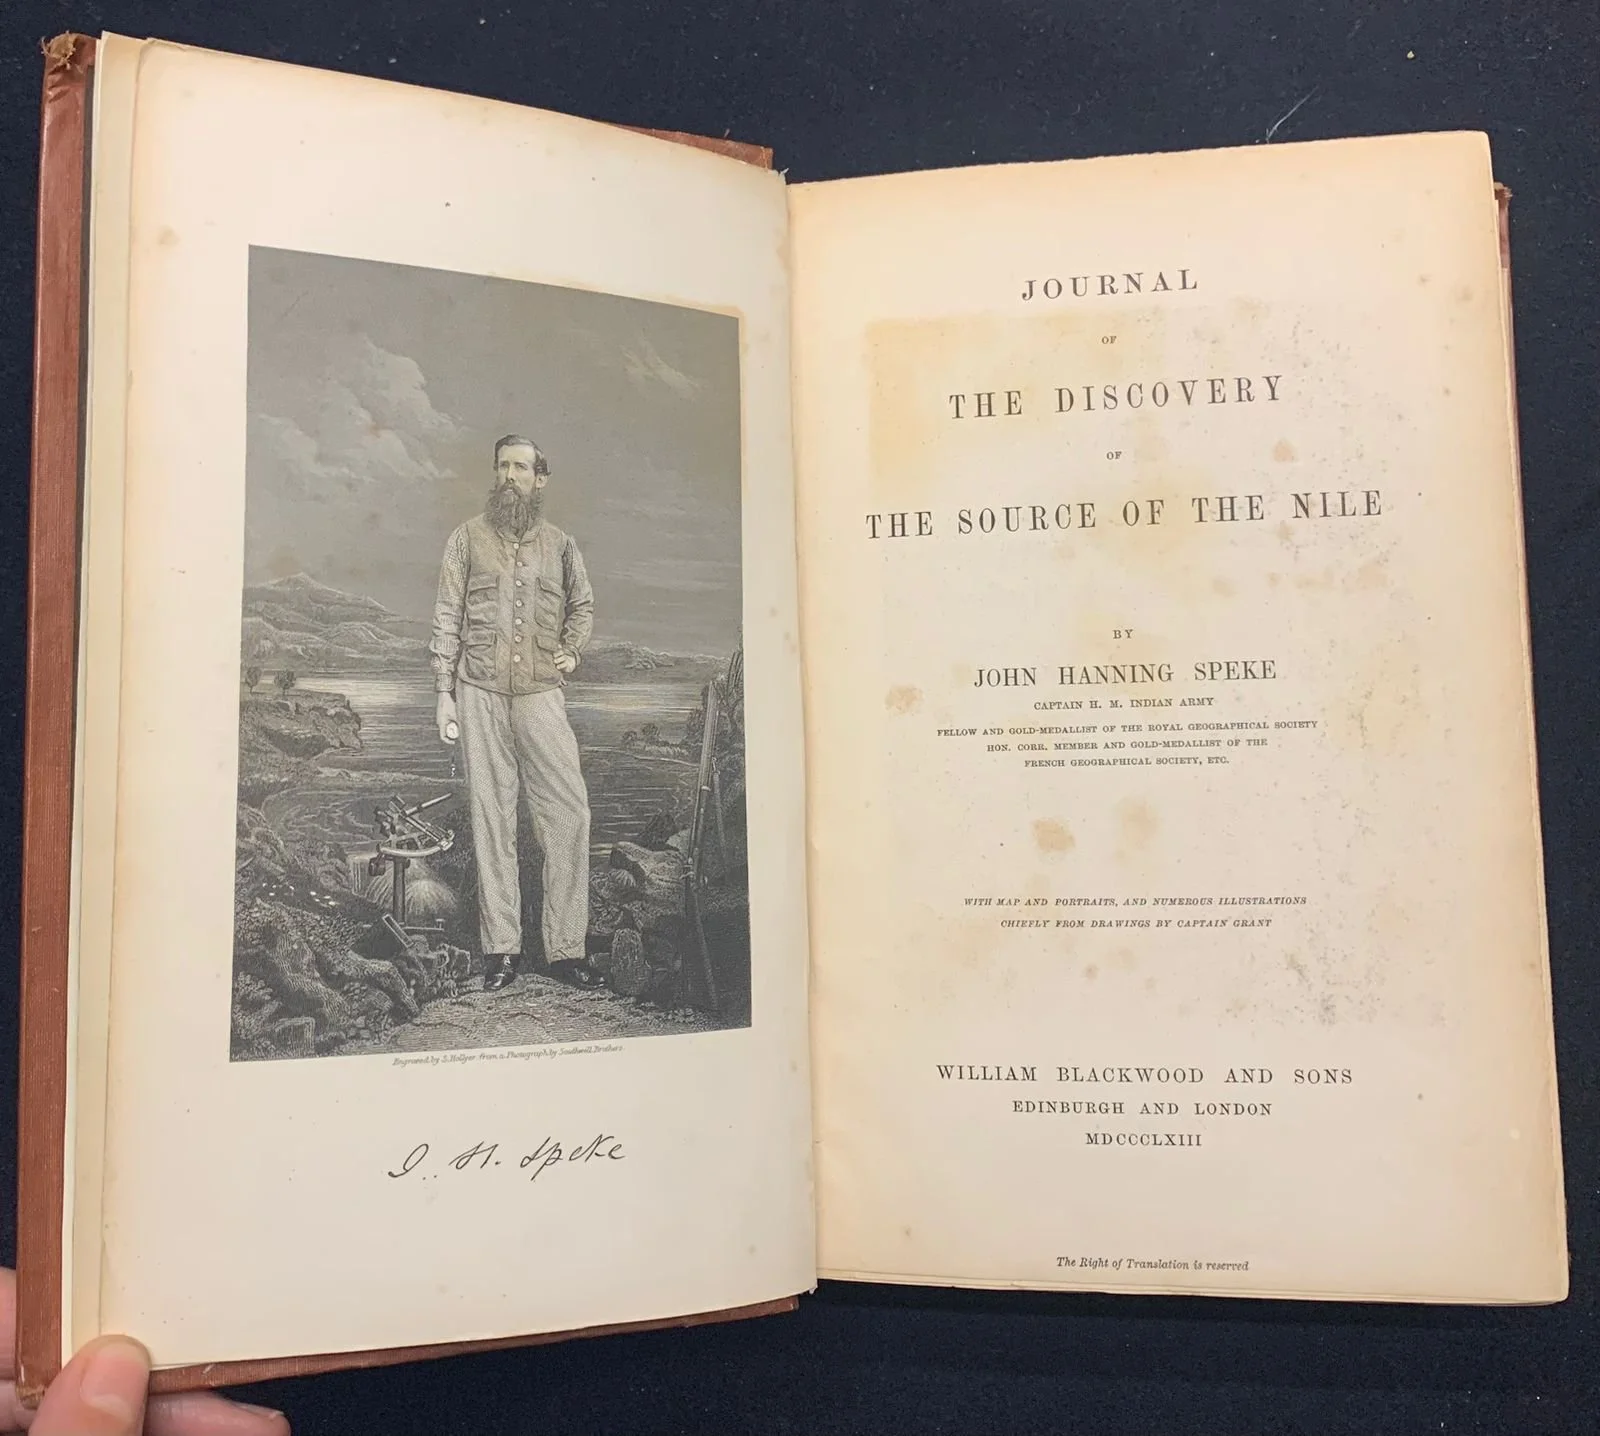 Engraved by S. Hollyer from a Photograph by Southwell Brothers.
J. H. Speke
JOURNAL
OF
THE DISCOVERY
OF
THE SOURCE OF THE NILE
BY
JOHN HANNING SPEKE
CAPTAIN H. M. INDIAN ARMY
FELLOW AND GOLD-MEDALLIST OF THE ROYAL GEOGRAPHICAL SOCIETY
HON. CORR. MEMBER AND GOLD-MEDALLIST OF THE
FRENCH GEOGRAPHICAL SOCIETY, ETC.
WITH MAP AND PORTRAITS, AND NUMEROUS ILLUSTRATIONS
CHIEFLY FROM DRAWINGS BY CAPTAIN GRANT
WILLIAM BLACKWOOD AND SONS
EDINBURGH AND LONDON
MDCCCLXIII
The Right of Translation is reserved